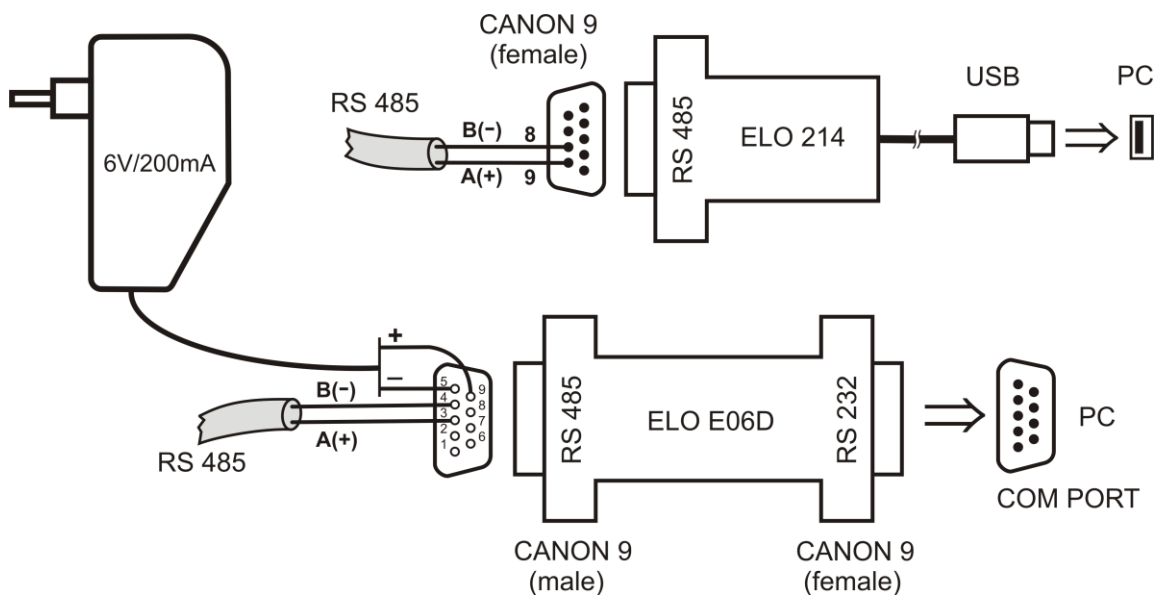 CANON 9
(female)
RS 485
B(−) 8
A(+) 9
RS 485
ELO 214
USB
PC
6V/200mA
+
−
B(−)
A(+)
RS 485
5
4
3
2
1
9
8
7
6
RS 485
ELO E06D
RS 232
PC
COM PORT
CANON 9
(male)
CANON 9
(female)